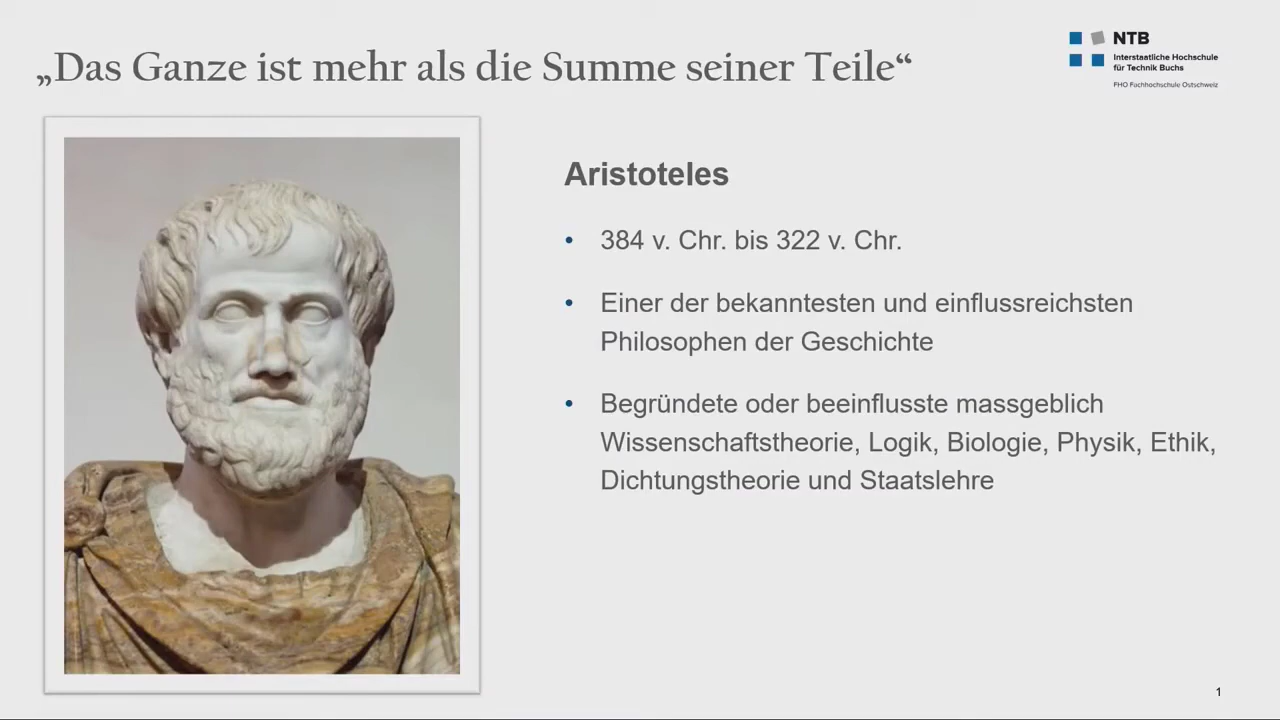 „Das Ganze ist mehr als die Summe seiner Teile“
NTB
Interstaatliche Hochschule
für Technik Buchs
FHO Fachhochschule Ostschweiz
Aristoteles
• 384 v. Chr. bis 322 v. Chr.
• Einer der bekanntesten und einflussreichsten
Philosophen der Geschichte
• Begründete oder beeinflusste massgeblich
Wissenschaftstheorie, Logik, Biologie, Physik, Ethik,
Dichtungstheorie und Staatslehre
1